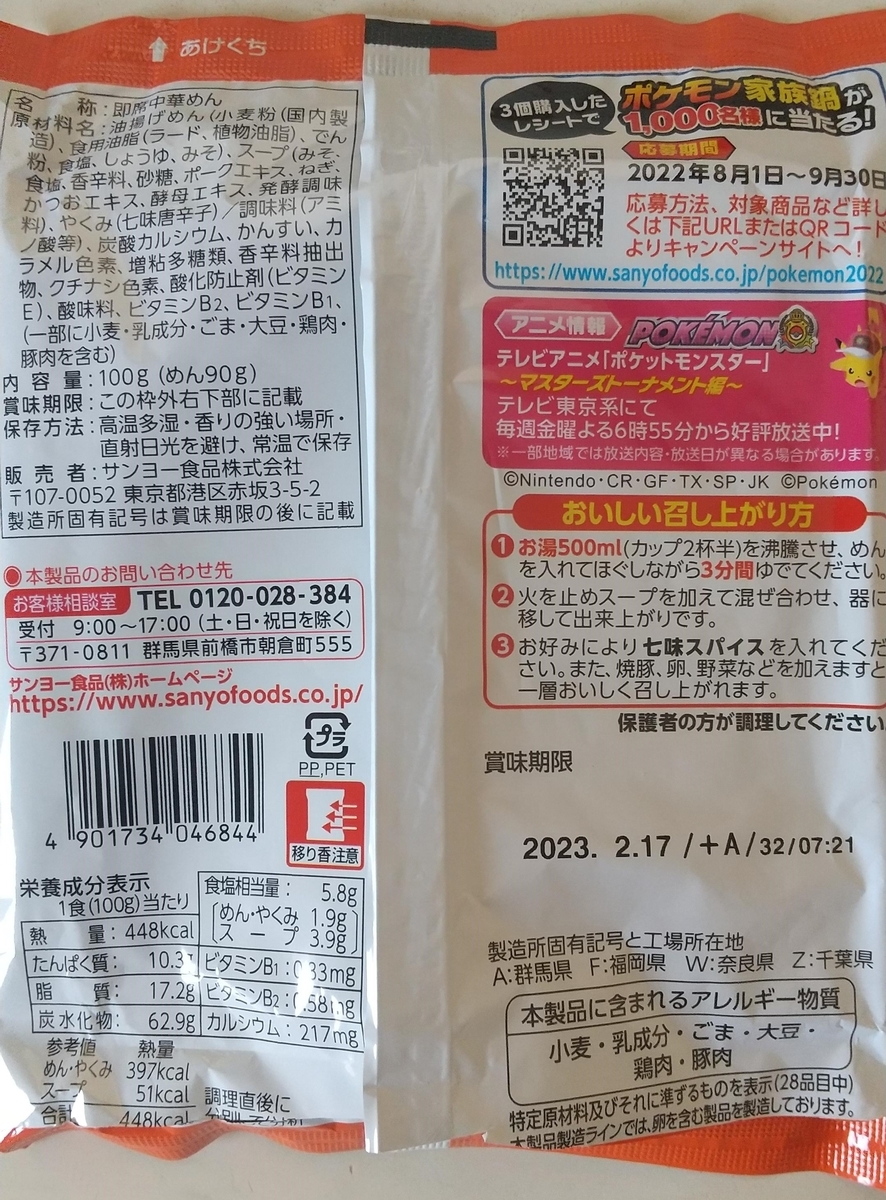 あけくち
名称:即席中華めん
原材料名:油揚げめん(小麦粉(国内製
造)、食用油脂(ラード、植物油脂)、でん
粉、食塩、しょうゆ、みそ)、スープ(みそ、
食塩、香辛料、砂糖、ポークエキス、ねぎ、
かつおエキス、酵母エキス、発酵調味
料)、やくみ(七味唐辛子)/調味料(アミ
ノ酸等)、炭酸カルシウム、かんすい、カ
ラメル色素、増粘多糖類、香辛料抽出
物、クチナシ色素、酸化防止剤(ビタミン
E)、酸味料、ビタミンB2、ビタミンB1、
(一部に小麦・乳成分・ごま・大豆・鶏肉・
豚肉を含む)
内容量:100g(めん90g)
賞味期限:この枠外右下部に記載
保存方法:高温多湿・香りの強い場所・
直射日光を避け、常温で保存
販売者:サンヨー食品株式会社
〒107-0052 東京都港区赤坂3-5-2
製造所固有記号は賞味期限の後に記載
●本製品のお問い合わせ先
お客様相談室 TEL 0120-028-384
受付 9:00〜17:00(土・日・祝日を除く)
〒371-0811 群馬県前橋市朝倉町555
サンヨー食品(株)ホームページ
https://www.sanyofoods.co.jp/
プラ
PP,PET
移り香注意
4 901734 046844
栄養成分表示
1食(100g)当たり
熱量:448kcal
たんぱく質:10.3
脂質:17.2g
炭水化物:62.9g
食塩相当量:5.8g
めん・やくみ 1.9g
スープ 3.9g
ビタミンB1:0.33mg
ビタミンB2:0.58mg
カルシウム:217mg
参考値 熱量
めん・やくみ 397kcal
スープ 51kcal
合計 448kcal
調理直後に
3個購入した
レシートで
ポケモン家族鍋が
1,000名様に当たる!
応募期間
2022年8月1日〜9月30日
応募方法、対象商品など詳し
くは下記URLまたはQRコード
よりキャンペーンサイトへ!
https://www.sanyofoods.co.jp/pokemon2022
アニメ情報 POKÉMON
テレビアニメ「ポケットモンスター」
〜マスターズトーナメント編〜
テレビ東京系にて
毎週金曜よる6時55分から好評放送中!
※一部地域では放送内容・放送日が異なる場合があります。
©Nintendo・CR・GF・TX・SP・JK ©Pokémon
おいしい召し上がり方
1 お湯500ml(カップ2杯半)を沸騰させ、めん
を入れてほぐしながら3分間ゆでてください。
2 火を止めスープを加えて混ぜ合わせ、器に
移して出来上がりです。
3 お好みにより七味スパイスを入れてくだ
さい。また、焼豚、卵、野菜などを加えますと
一層おいしく召し上がれます。
保護者の方が調理してください
賞味期限
2023. 2.17 /+A/32/07:21
製造所固有記号と工場所在地
A:群馬県 F:福岡県 W:奈良県 Z:千葉県
本製品に含まれるアレルギー物質
小麦・乳成分・ごま・大豆・
鶏肉・豚肉
特定原材料及びそれに準ずるものを表示(28品目中)
本製品製造ラインでは、卵を含む製品を製造しております。